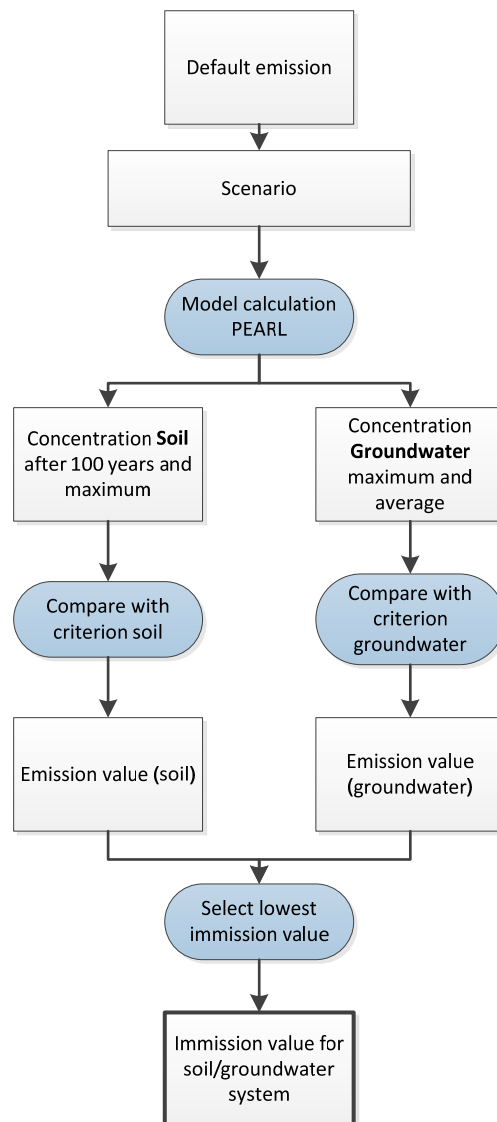 Default emission
Scenario
Model calculation
PEARL
Concentration Soil
after 100 years and
maximum
Concentration
Groundwater
maximum and
average
Compare with
criterion soil
Compare with
criterion
groundwater
Emission value (soil)
Emission value
(groundwater)
Select lowest
immission value
Immission value for
soil/groundwater
system